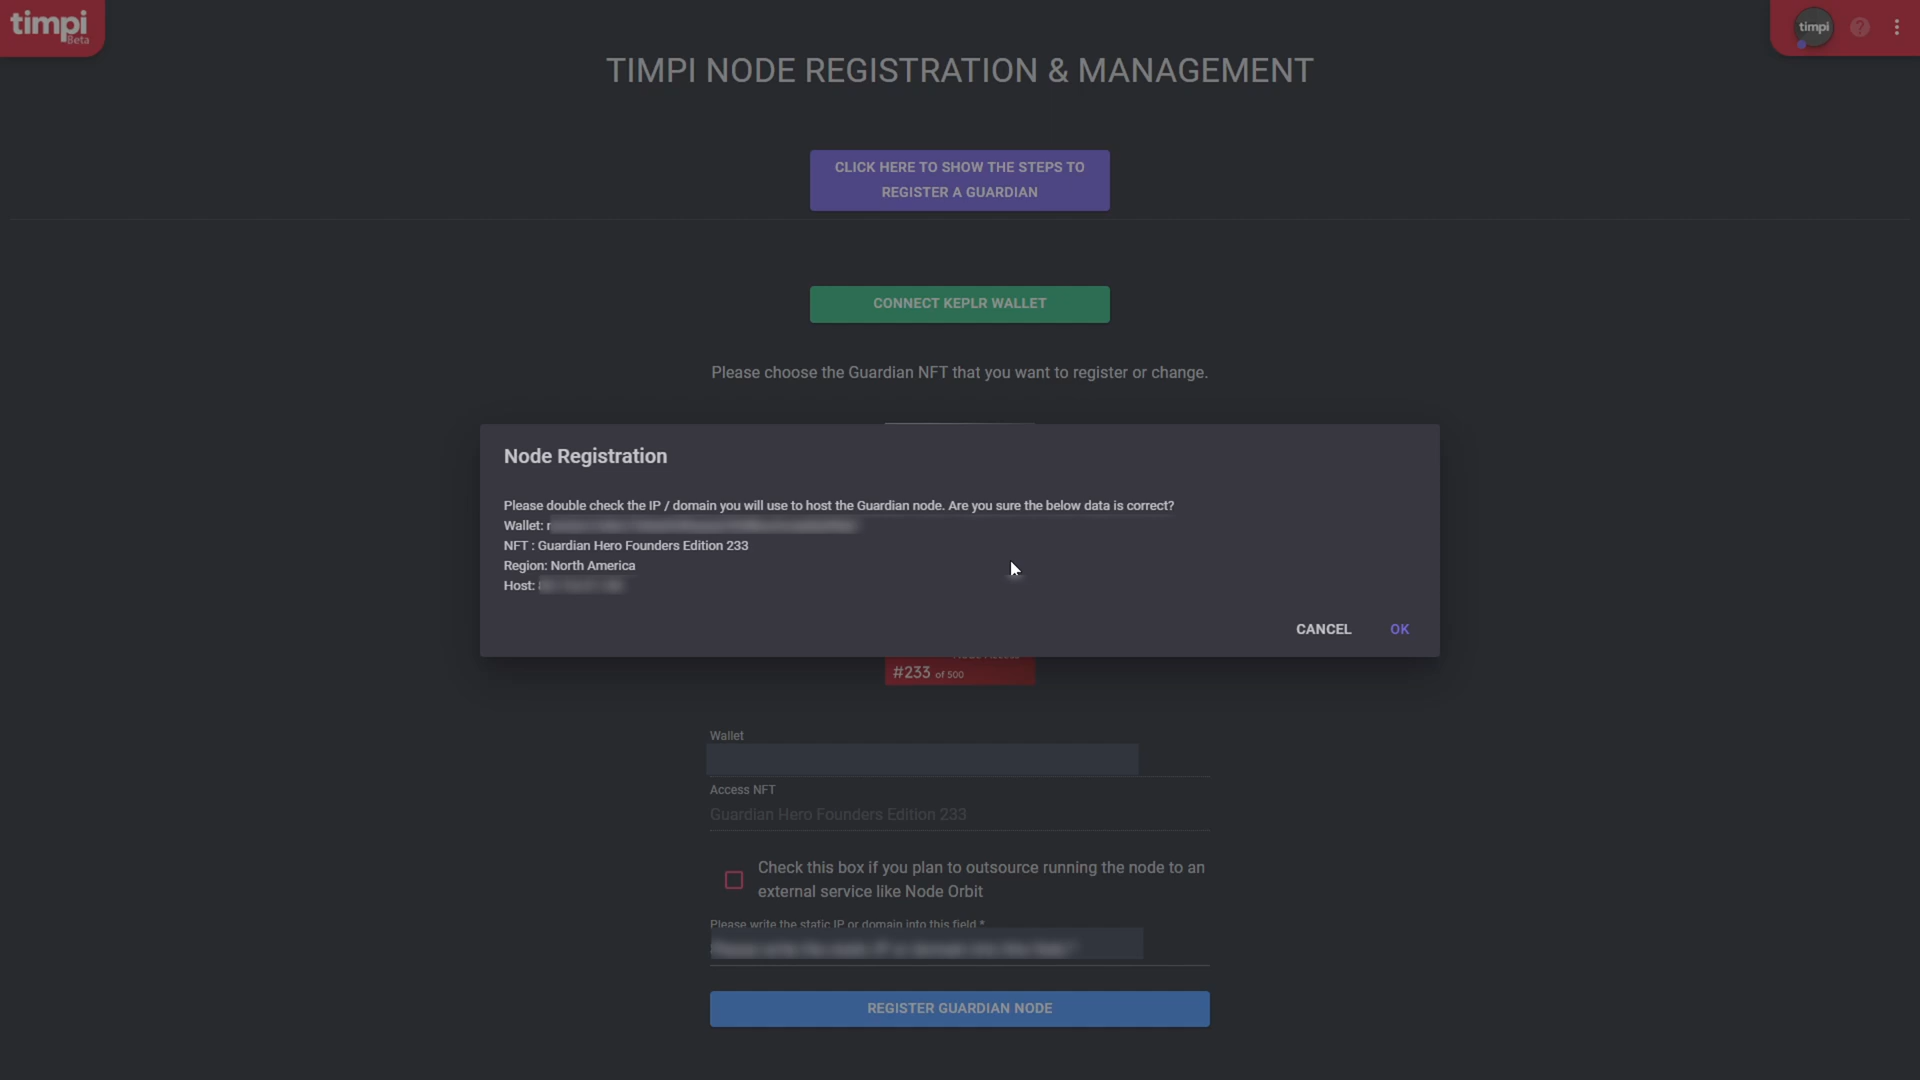 timpi
Beta
timpi
TIMPI NODE REGISTRATION & MANAGEMENT
CLICK HERE TO SHOW THE STEPS TO
REGISTER A GUARDIAN
CONNECT KEPLR WALLET
Please choose the Guardian NFT that you want to register or change.
Node Registration
Please double check the IP / domain you will use to host the Guardian node. Are you sure the below data is correct?
Wallet:
NFT : Guardian Hero Founders Edition 233
Region: North America
Host:
CANCEL OK
#233 of 500
Wallet
Access NFT
Guardian Hero Founders Edition 233
Check this box if you plan to outsource running the node to an
external service like Node Orbit
Please write the static IP or domain into this field *
REGISTER GUARDIAN NODE